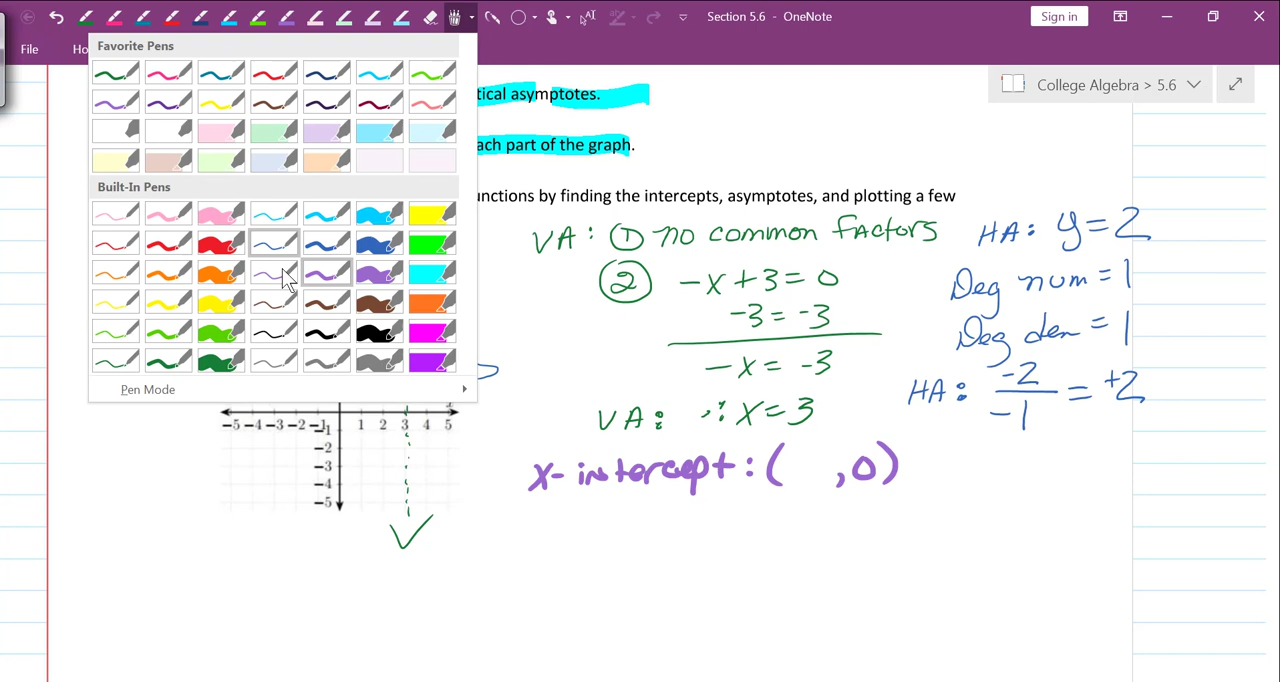 Section 5.6 - OneNote
Sign in
File
Favorite Pens
Built-In Pens
Pen Mode
College Algebra > 5.6
tical asymptotes.
ach part of the graph.
unctions by finding the intercepts, asymptotes, and plotting a few
VA: ① no common factors
② -x+3=0
-3=-3
-x = -3
VA: ∴ x=3
HA: y=2
Deg num = 1
Deg den = 1
HA: -2/-1 = +2
x-intercept: ( ,0)
-5 -4 -3 -2 -1 1 2 3 4 5
-1
-2
-3
-4
-5